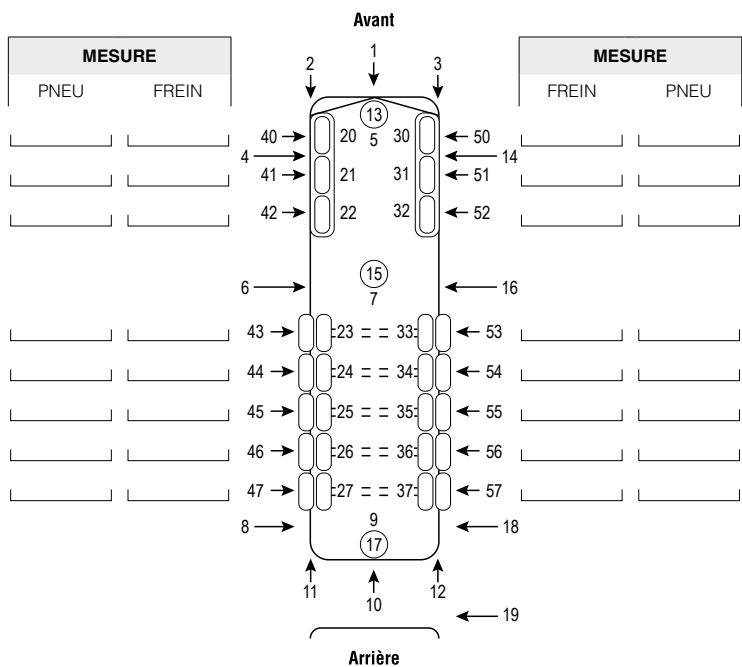 Avant
MESURE
PNEU FREIN
MESURE
FREIN PNEU
2 1 3
13
40 20 5 30 50
4 14
41 21 31 51
42 22 32 52
15
6 7 16
43 23 33 53
44 24 34 54
45 25 35 55
46 26 36 56
47 27 37 57
8 9 18
17
11 10 12
19
Arrière